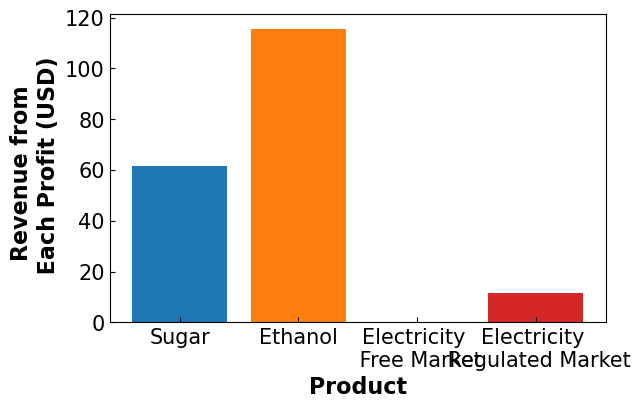 Revenue from
Each Profit (USD)
120
100
80
60
40
20
0
Sugar
Ethanol
Electricity
Free Market
Electricity
Regulated Market
Product